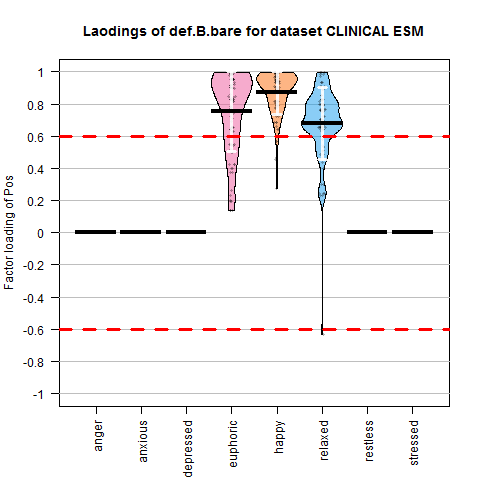 Laodings of def.B.bare for dataset CLINICAL ESM
Factor loading of Pos
1
0.8
0.6
0.4
0.2
0
-0.2
-0.4
-0.6
-0.8
-1
anger
anxious
depressed
euphoric
happy
relaxed
restless
stressed